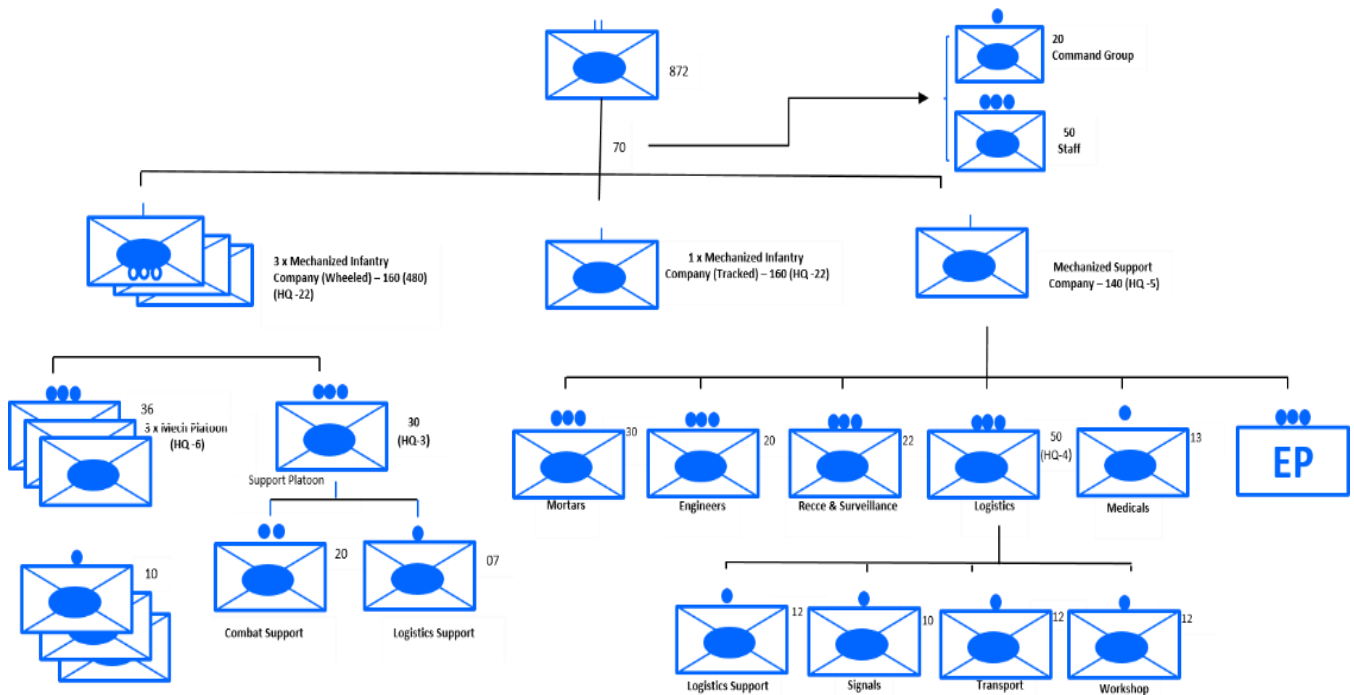 20
Command Group
872
50
Staff
70
3 x Mechanized Infantry
Company (Wheeled) – 160 (480)
(HQ -22)
1 x Mechanized Infantry
Company (Tracked) – 160 (HQ -22)
Mechanized Support
Company – 140 (HQ -5)
36
3 x Mech Platoon
(HQ -6)
30
(HQ-3)
Support Platoon
30
Mortars
20
Engineers
22
Recce & Surveillance
50
(HQ-4)
Logistics
13
Medicals
EP
10
20
Combat Support
07
Logistics Support
12
Logistics Support
10
Signals
12
Transport
12
Workshop